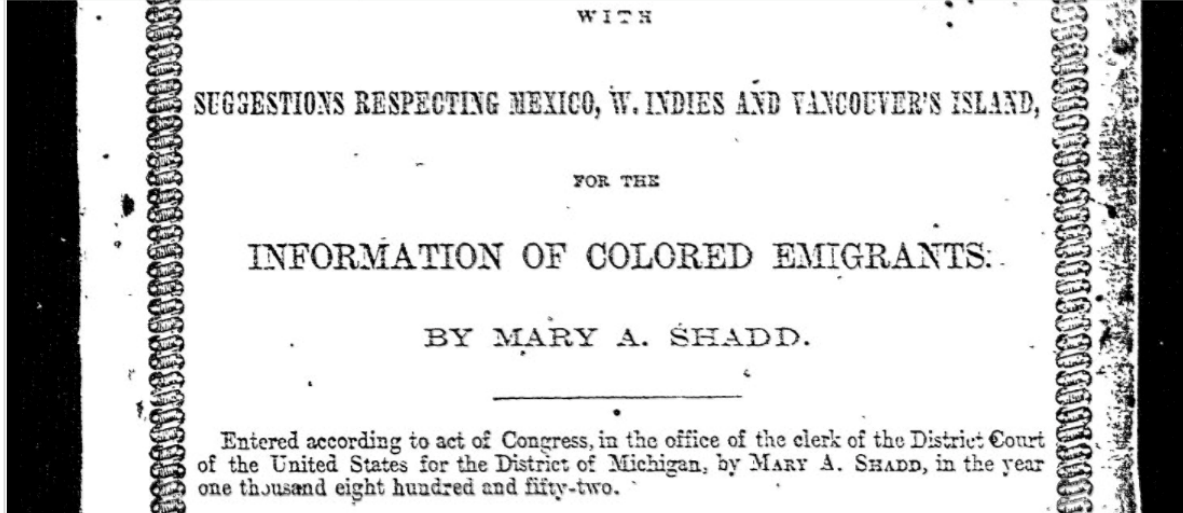 WITH
SUGGESTIONS RESPECTING MEXICO, W. INDIES AND VANCOUVER'S ISLAND,
FOR THE
INFORMATION OF COLORED EMIGRANTS.
BY MARY A. SHADD.
Entered according to act of Congress, in the office of the clerk of the District Court
of the United States for the District of Michigan, by MARY A. SHADD, in the year
one thousand eight hundred and fifty-two.